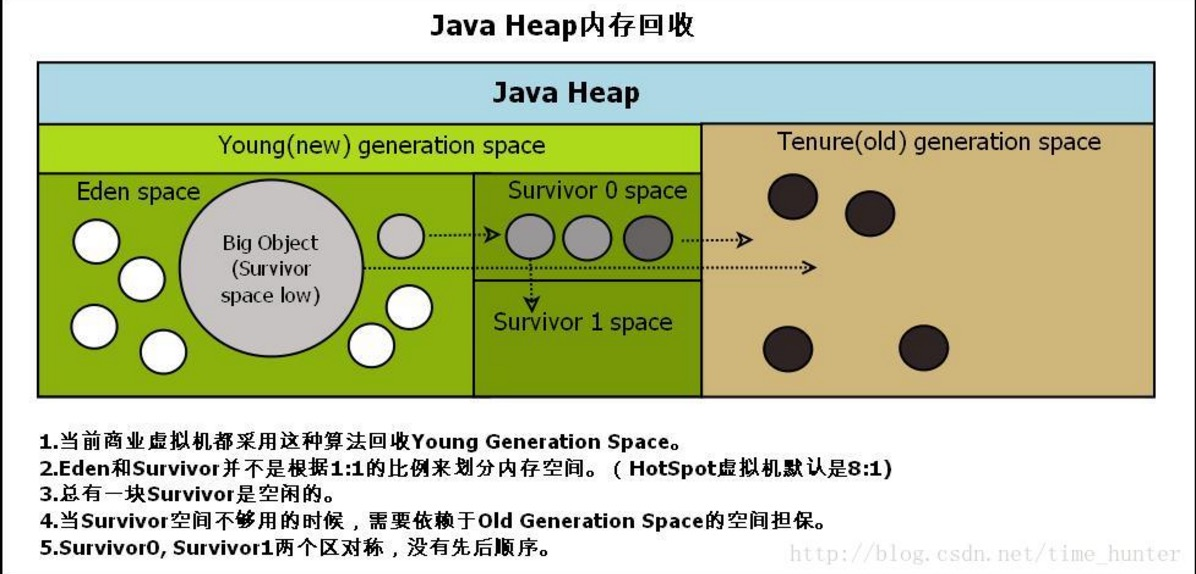 Java Heap内存回收
Java Heap
Young(new) generation space
Tenure(old) generation space
Eden space
Survivor 0 space
Big Object
(Survivor
space low)
Survivor 1 space
1.当前商业虚拟机都采用这种算法回收Young Generation Space。
2.Eden和Survivor并不是根据1:1的比例来划分内存空间。（HotSpot虚拟机默认是8:1)
3.总有一块Survivor是空闲的。
4.当Survivor空间不够用的时候，需要依赖于Old Generation Space的空间担保。
5.Survivor0, Survivor1两个区对称，没有先后顺序。
http://blog.csdn.net/time_hunter